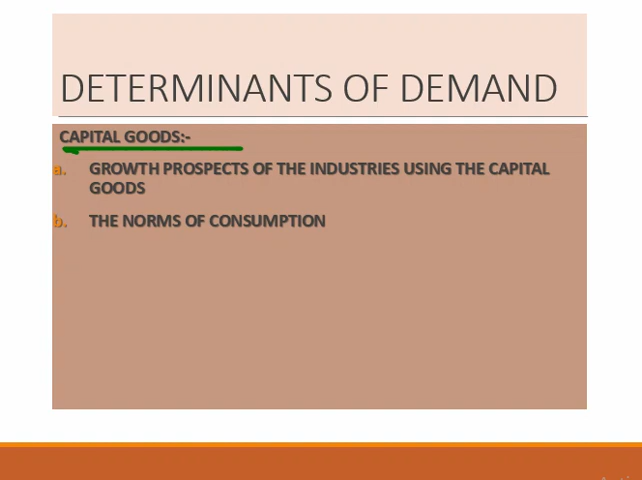 DETERMINANTS OF DEMAND
CAPITAL GOODS:-
a. GROWTH PROSPECTS OF THE INDUSTRIES USING THE CAPITAL
GOODS
b. THE NORMS OF CONSUMPTION